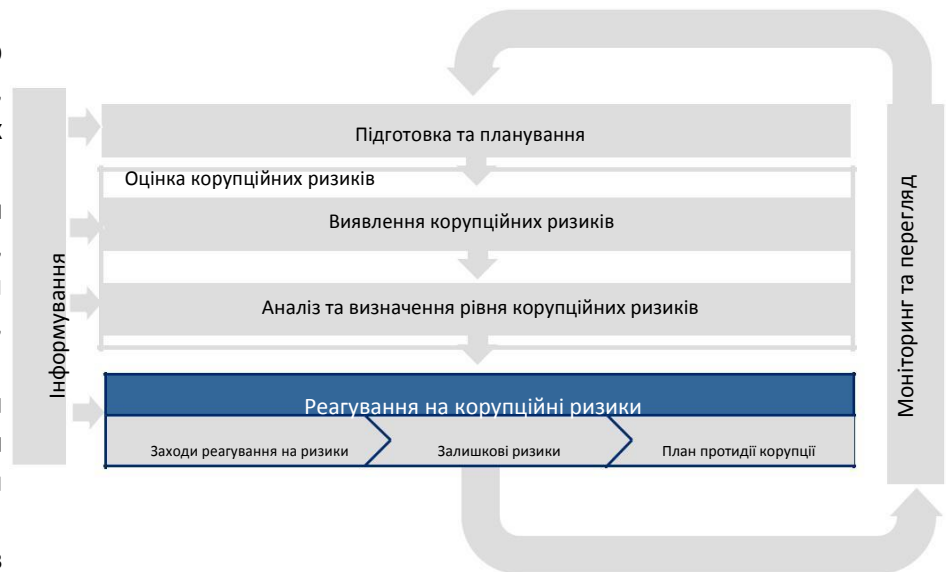 Підготовка та планування
Оцінка корупційних ризиків
Виявлення корупційних ризиків
Аналіз та визначення рівня корупційних ризиків
Інформування
Моніторинг та перегляд
Реагування на корупційні ризики
Заходи реагування на ризики
Залишкові ризики
План протидії корупції